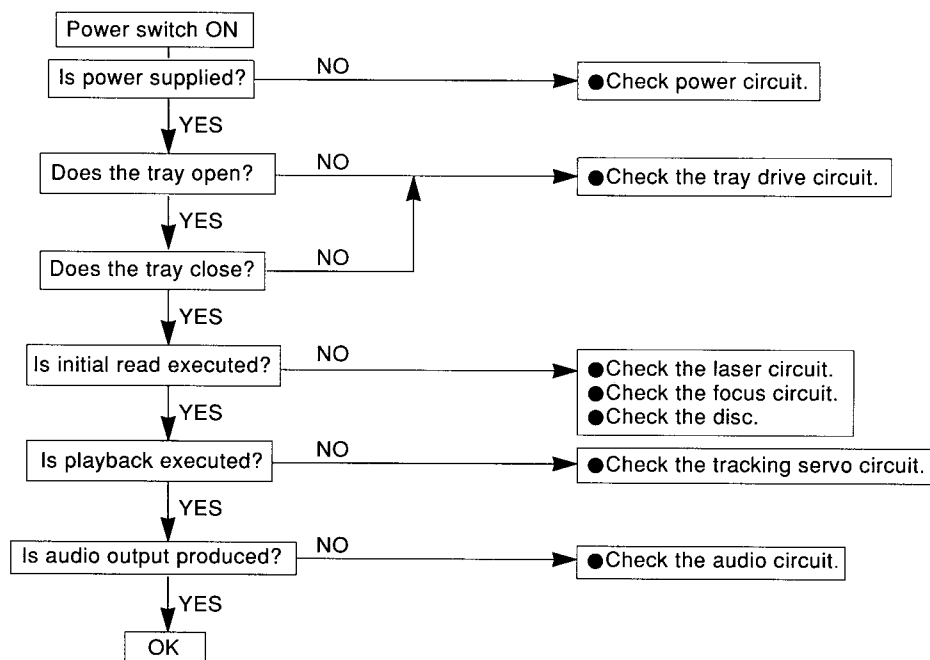 Power switch ON
Is power supplied?
NO
●Check power circuit.
YES
Does the tray open?
NO
●Check the tray drive circuit.
YES
Does the tray close?
NO
YES
Is initial read executed?
NO
●Check the laser circuit.
●Check the focus circuit.
●Check the disc.
YES
Is playback executed?
NO
●Check the tracking servo circuit.
YES
Is audio output produced?
NO
●Check the audio circuit.
YES
OK